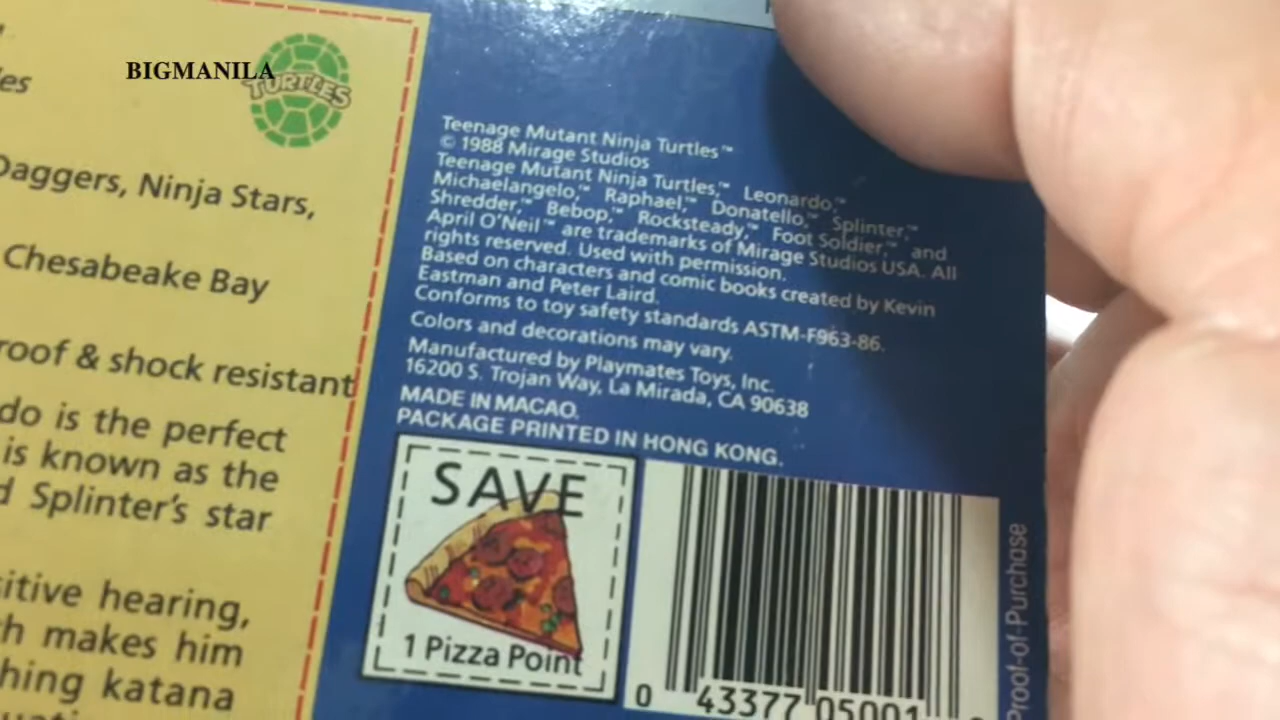 BIGMANILA
TURTLES
es
Daggers, Ninja Stars,
Chesabeake Bay
roof & shock resistant
do is the perfect
is known as the
d Splinter's star
sitive hearing,
h makes him
hing katana
Teenage Mutant Ninja Turtles™
© 1988 Mirage Studios
Teenage Mutant Ninja Turtles,™ Leonardo,™
Michaelangelo,™ Raphael,™ Donatello,™ Splinter,™
Shredder,™ Bebop,™ Rocksteady,™ Foot Soldier,™ and
April O'Neil™ are trademarks of Mirage Studios USA. All
rights reserved. Used with permission.
Based on characters and comic books created by Kevin
Eastman and Peter Laird.
Conforms to toy safety standards ASTM-F963-86.
Colors and decorations may vary.
Manufactured by Playmates Toys, Inc.
16200 S. Trojan Way, La Mirada, CA 90638
MADE IN MACAO.
PACKAGE PRINTED IN HONG KONG.
SAVE
1 Pizza Point
0 43377 05001
Proof-of-Purchase